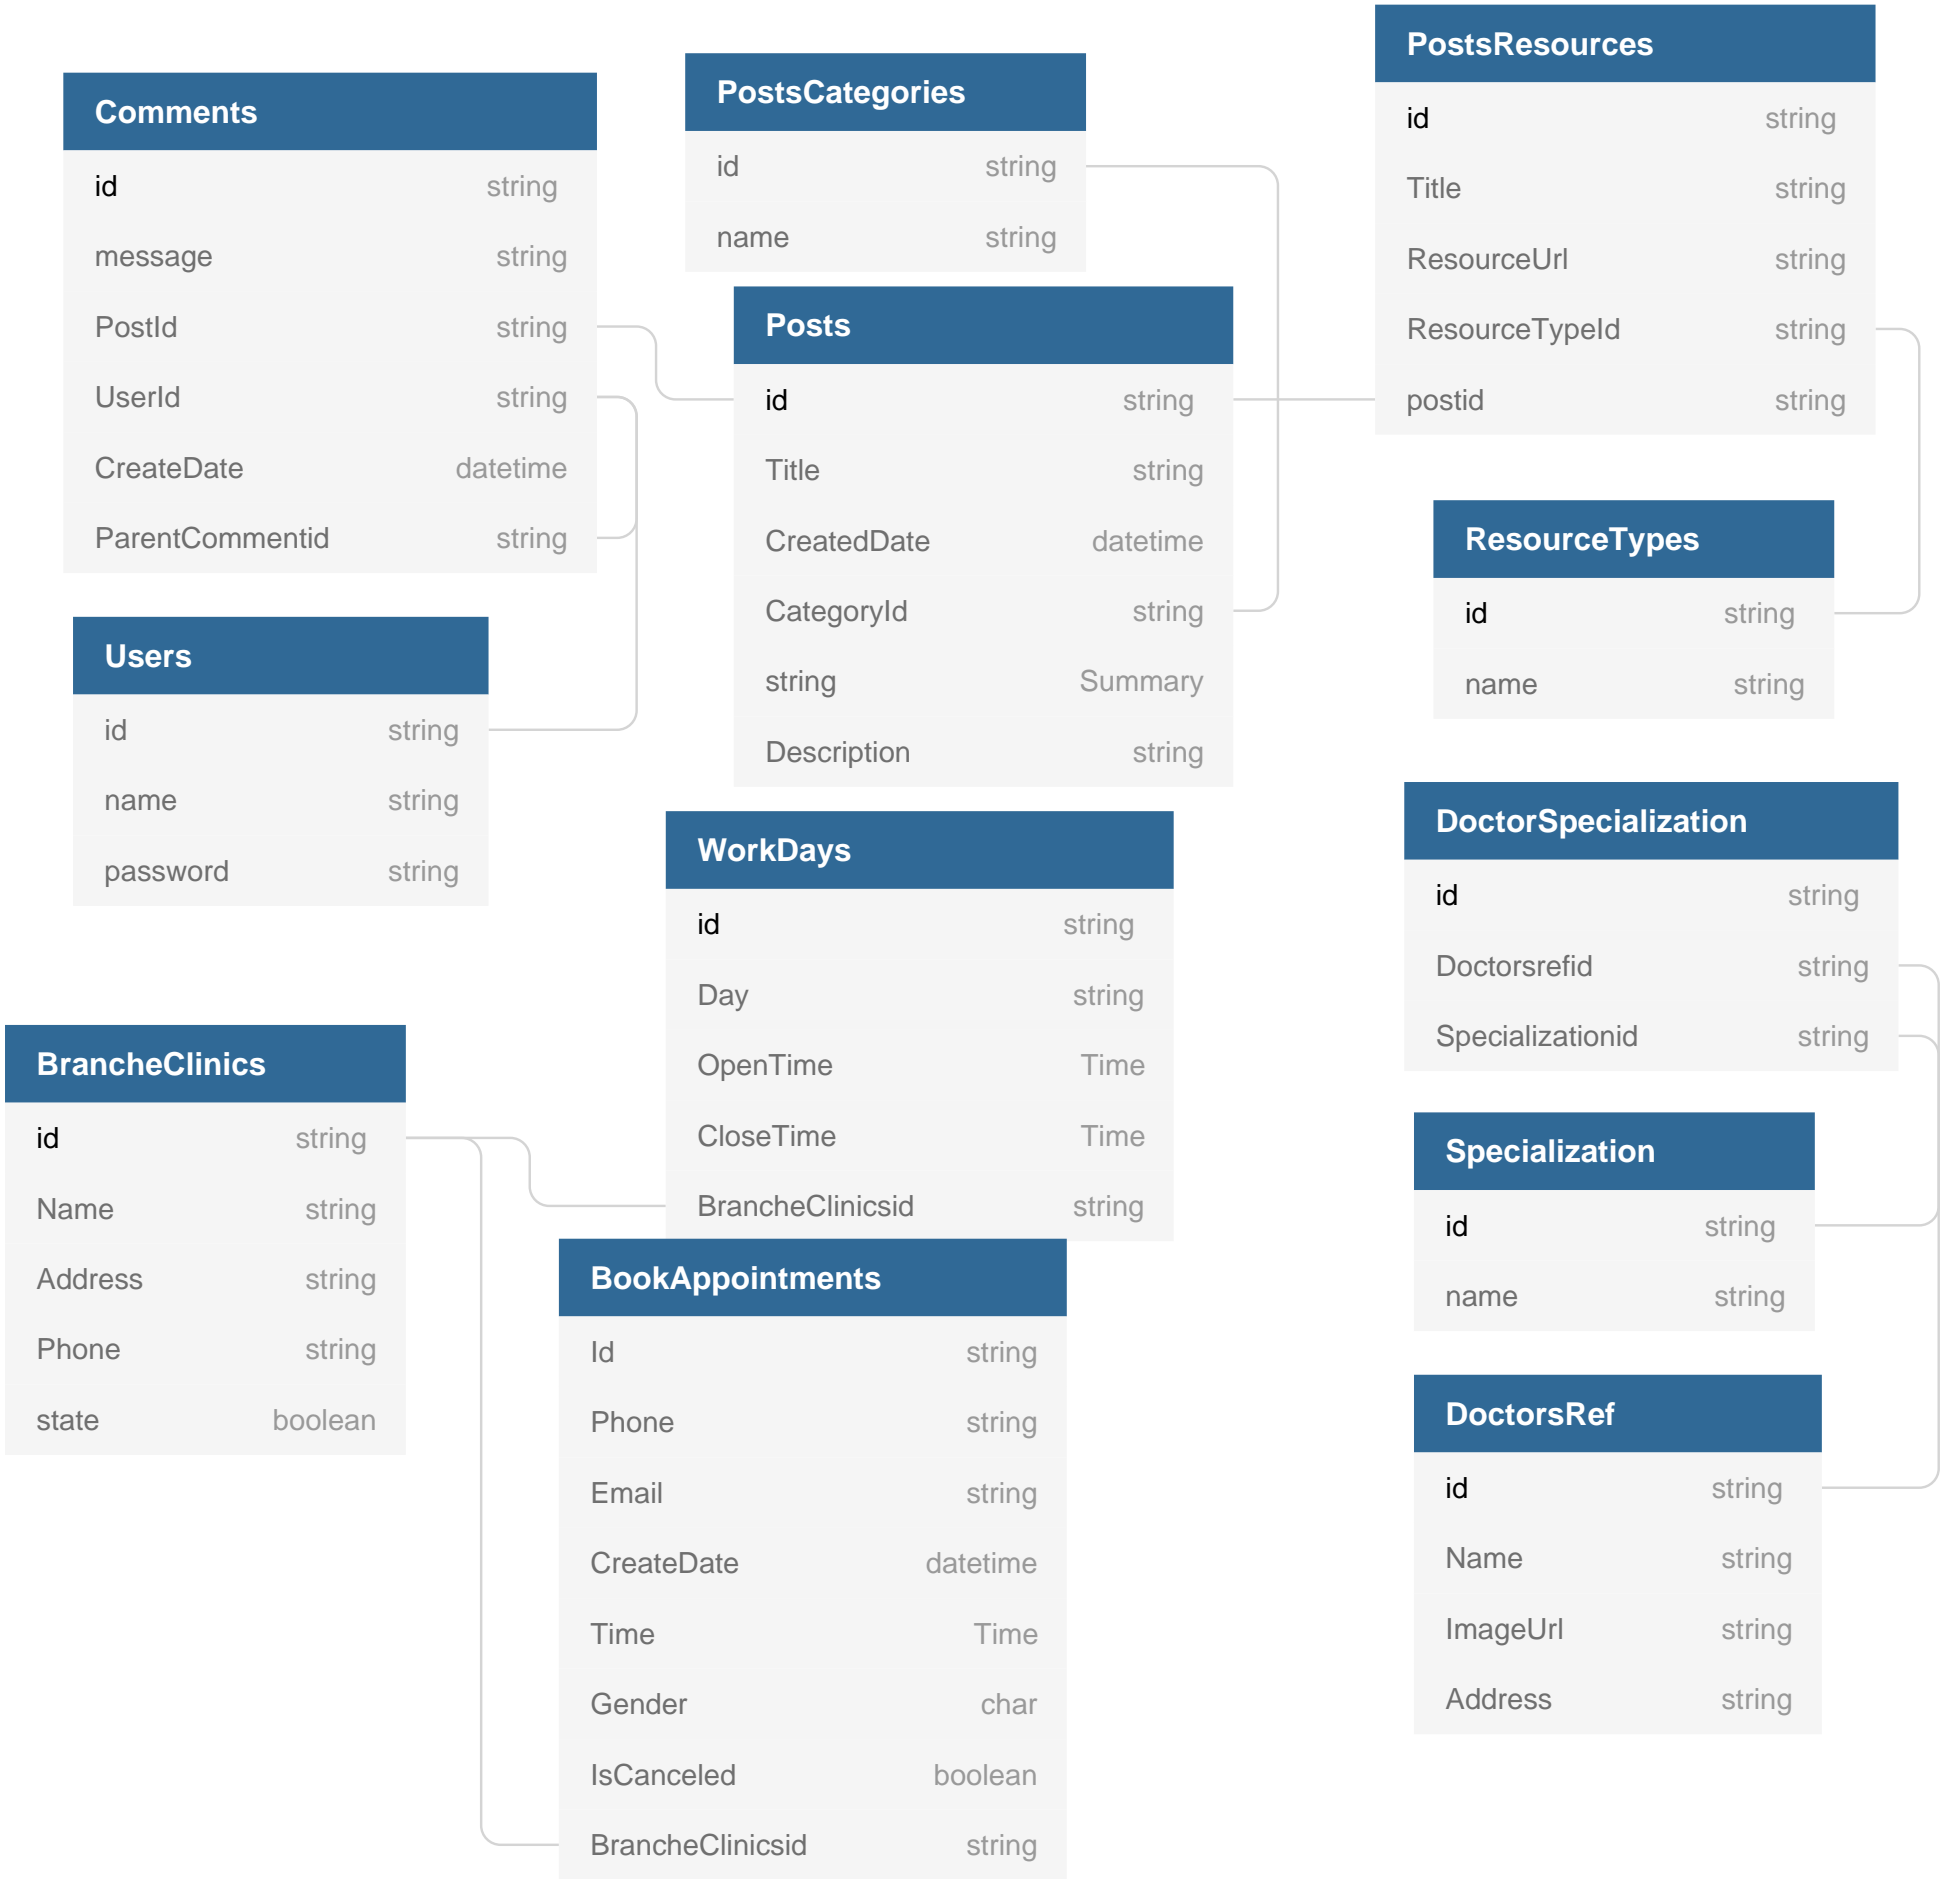 Comments
id string
message string
PostId string
UserId string
CreateDate datetime
ParentCommentid string
PostsCategories
id string
name string
PostsResources
id string
Title string
ResourceUrl string
ResourceTypeId string
postid string
Posts
id string
Title string
CreatedDate datetime
CategoryId string
string Summary
Description string
ResourceTypes
id string
name string
Users
id string
name string
password string
WorkDays
id string
Day string
OpenTime Time
CloseTime Time
BrancheClinicsid string
DoctorSpecialization
id string
Doctorsrefid string
Specializationid string
BrancheClinics
id string
Name string
Address string
Phone string
state boolean
Specialization
id string
name string
BookAppointments
Id string
Phone string
Email string
CreateDate datetime
Time Time
Gender char
IsCanceled boolean
BrancheClinicsid string
DoctorsRef
id string
Name string
ImageUrl string
Address string